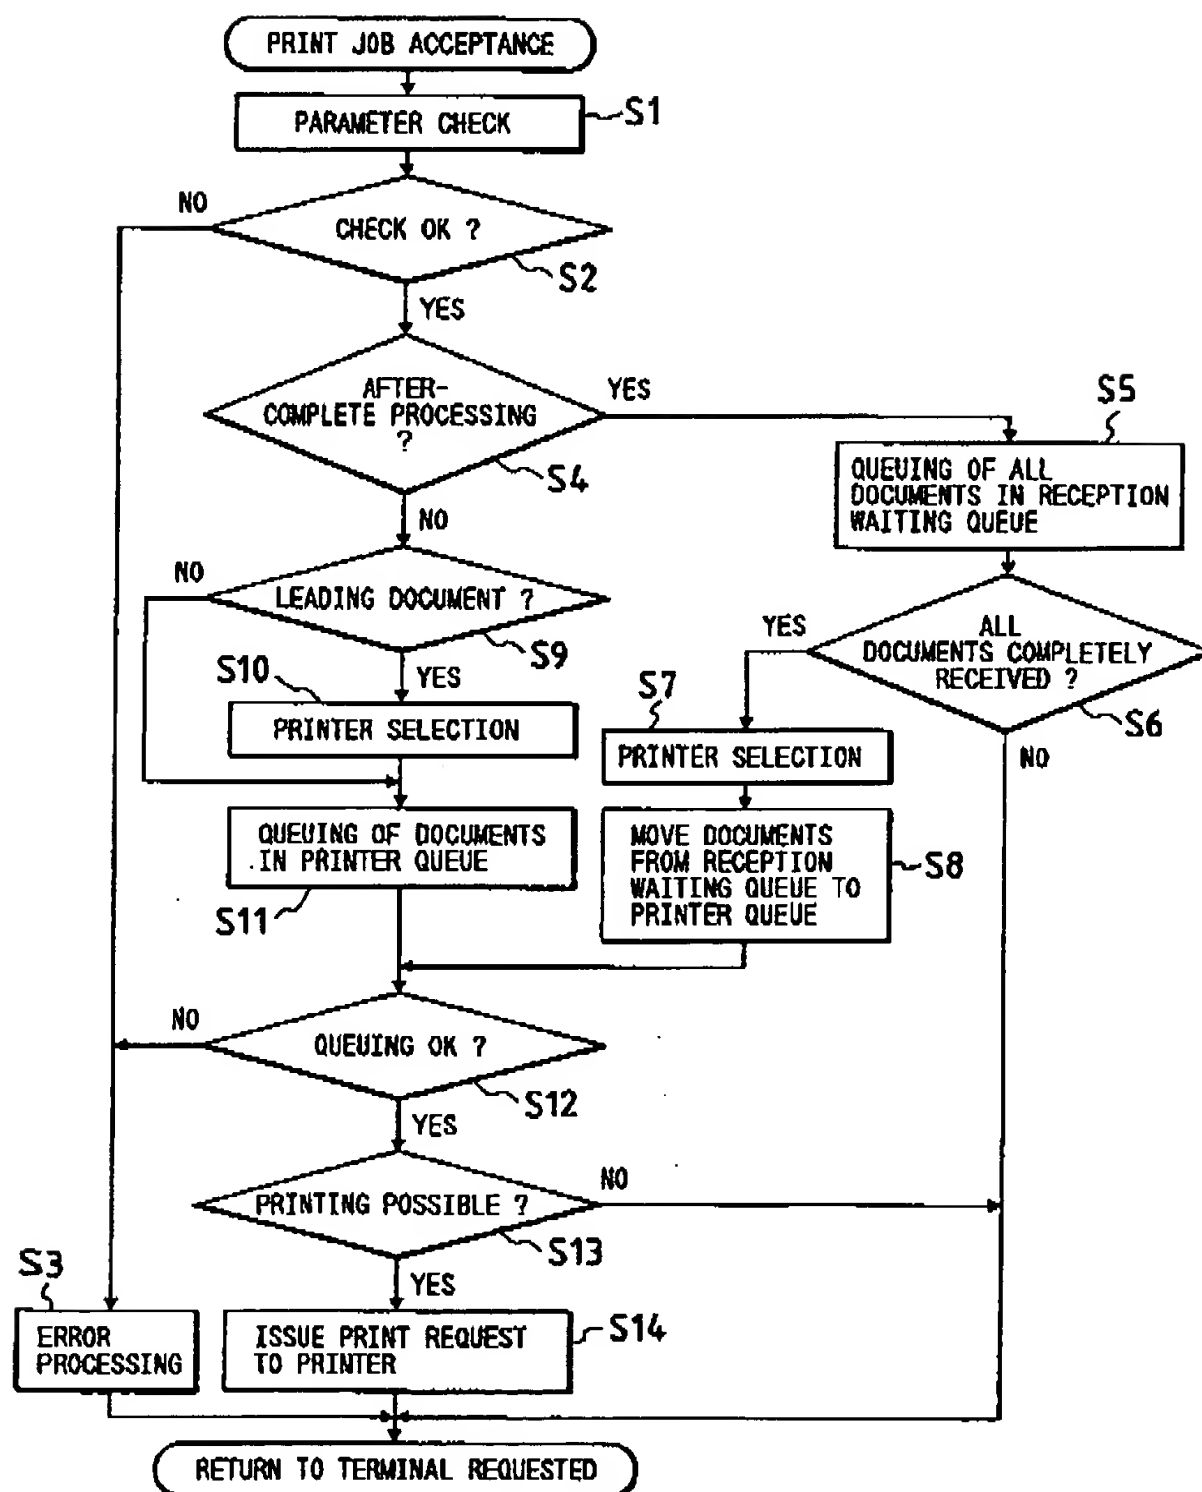 PRINT JOB ACCEPTANCE
PARAMETER CHECK
S1
NO
CHECK OK ?
S2
YES
AFTER-
COMPLETE PROCESSING
?
YES
S4
S5
QUEUING OF ALL
DOCUMENTS IN RECEPTION
WAITING QUEUE
NO
NO
LEADING DOCUMENT ?
S9
YES
ALL
DOCUMENTS COMPLETELY
RECEIVED ?
S6
NO
S10
YES
PRINTER SELECTION
S7
PRINTER SELECTION
QUEUING OF DOCUMENTS
IN PRINTER QUEUE
S11
MOVE DOCUMENTS
FROM RECEPTION
WAITING QUEUE TO
PRINTER QUEUE
S8
NO
QUEUING OK ?
S12
YES
PRINTING POSSIBLE ?
NO
S13
YES
S3
ERROR
PROCESSING
ISSUE PRINT REQUEST
TO PRINTER
S14
RETURN TO TERMINAL REQUESTED